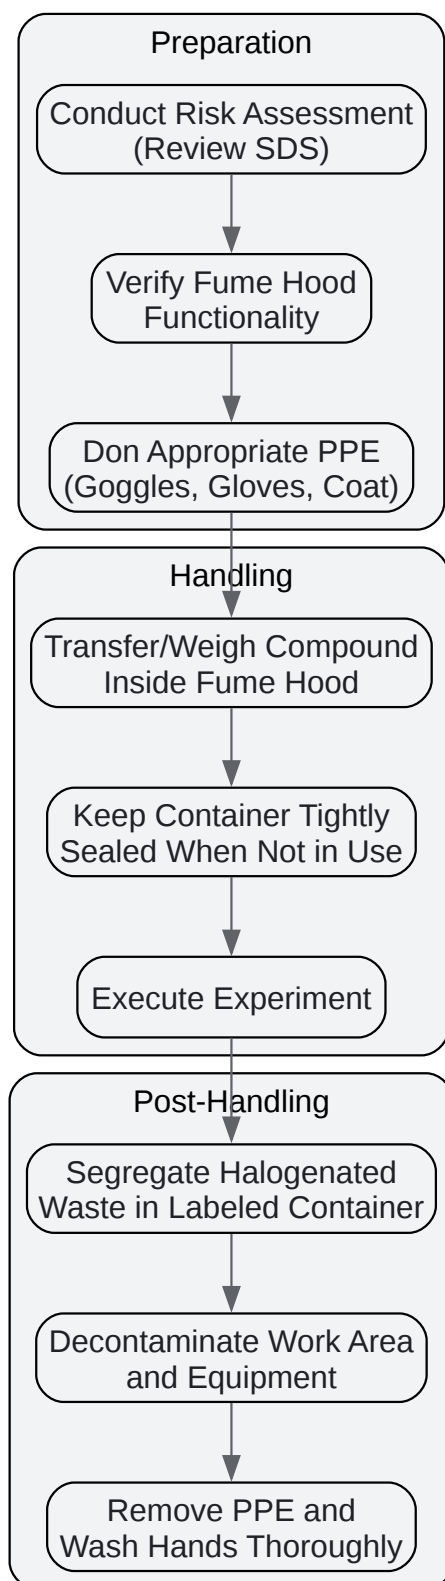 Preparation
Conduct Risk Assessment
(Review SDS)
Verify Fume Hood
Functionality
Don Appropriate PPE
(Goggles, Gloves, Coat)
Handling
Transfer/Weigh Compound
Inside Fume Hood
Keep Container Tightly
Sealed When Not in Use
Execute Experiment
Post-Handling
Segregate Halogenated
Waste in Labeled Container
Decontaminate Work Area
and Equipment
Remove PPE and
Wash Hands Thoroughly